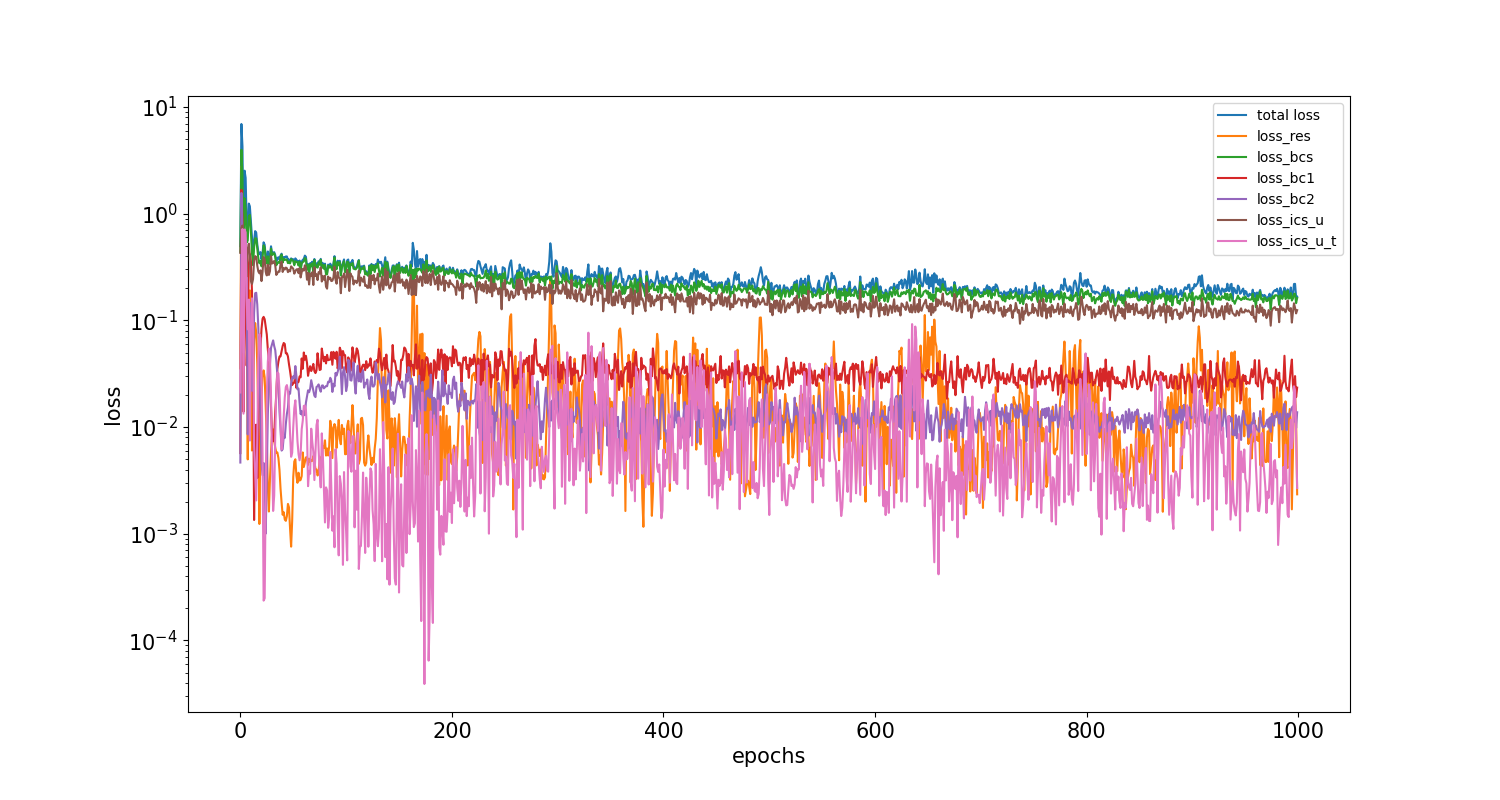 total loss
loss_res
loss_bcs
loss_bc1
loss_bc2
loss_ics_u
loss_ics_u_t
loss
10^1
10^0
10^-1
10^-2
10^-3
10^-4
0 200 400 600 800 1000
epochs